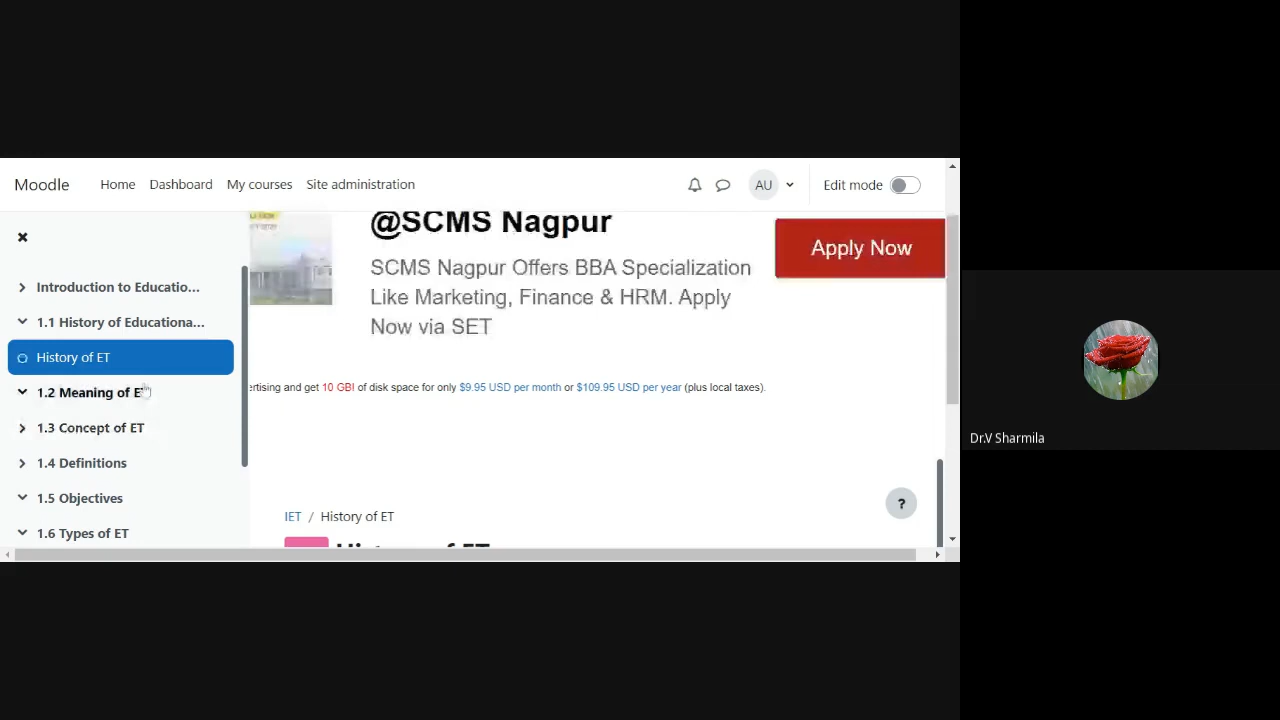 Moodle Home Dashboard My courses Site administration AU Edit mode
@SCMS Nagpur
SCMS Nagpur Offers BBA Specialization
Like Marketing, Finance & HRM. Apply
Now via SET
Apply Now
Introduction to Educatio...
1.1 History of Educationa...
History of ET
1.2 Meaning of ET
1.3 Concept of ET
1.4 Definitions
1.5 Objectives
1.6 Types of ET
ertising and get 10 GB! of disk space for only $9.95 USD per month or $109.95 USD per year (plus local taxes).
?
IET / History of ET
History of ET
Dr.V Sharmila